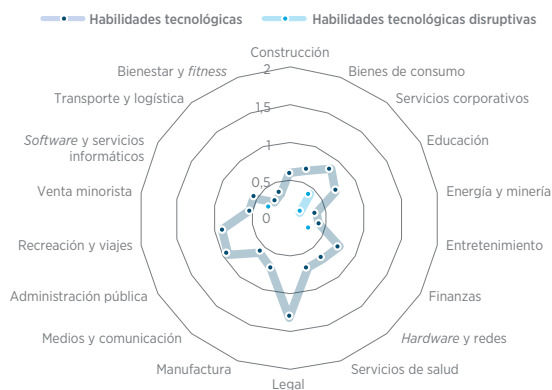 Habilidades tecnológicas
Habilidades tecnológicas disruptivas
Construcción
Bienes de consumo
Servicios corporativos
Educación
Energía y minería
Entretenimiento
Finanzas
Hardware y redes
Servicios de salud
Legal
Manufactura
Medios y comunicación
Administración pública
Recreación y viajes
Venta minorista
Software y servicios
informáticos
Transporte y logística
Bienestar y fitness
2
1,5
1
0,5
0